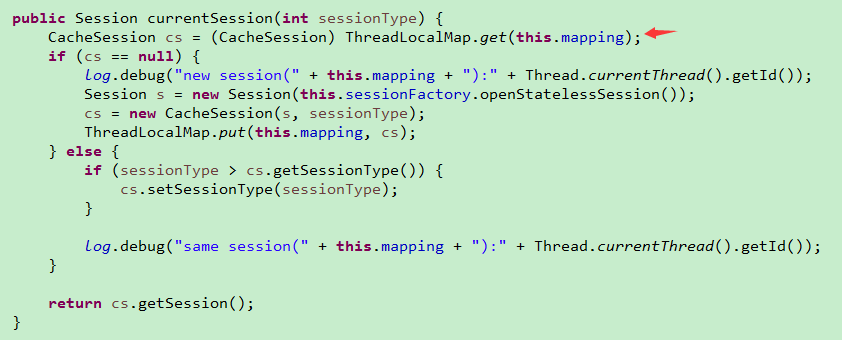 public Session currentSession(int sessionType) {
    CacheSession cs = (CacheSession) ThreadLocalMap.get(this.mapping);
    if (cs == null) {
        log.debug("new session(" + this.mapping + "):" + Thread.currentThread().getId());
        Session s = new Session(this.sessionFactory.openStatelessSession());
        cs = new CacheSession(s, sessionType);
        ThreadLocalMap.put(this.mapping, cs);
    } else {
        if (sessionType > cs.getSessionType()) {
            cs.setSessionType(sessionType);
        }

        log.debug("same session(" + this.mapping + "):" + Thread.currentThread().getId());
    }

    return cs.getSession();
}